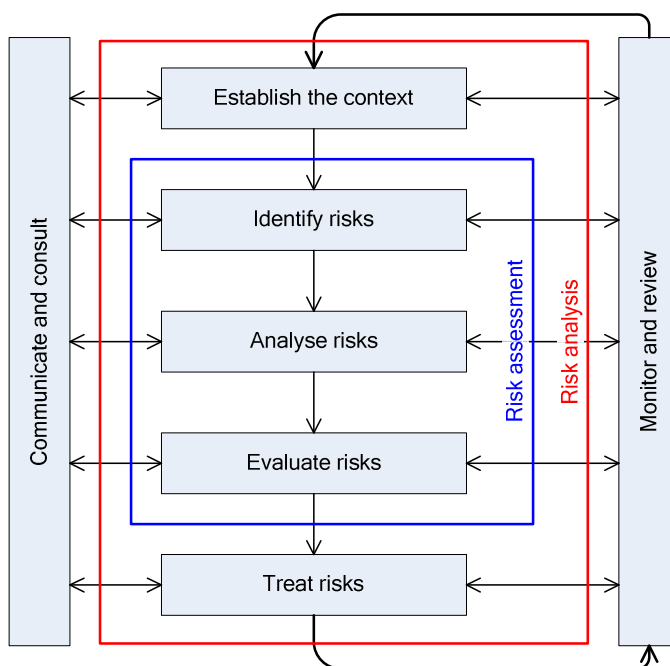 Establish the context
Identify risks
Analyse risks
Evaluate risks
Treat risks
Communicate and consult
Risk assessment
Risk analysis
Monitor and review